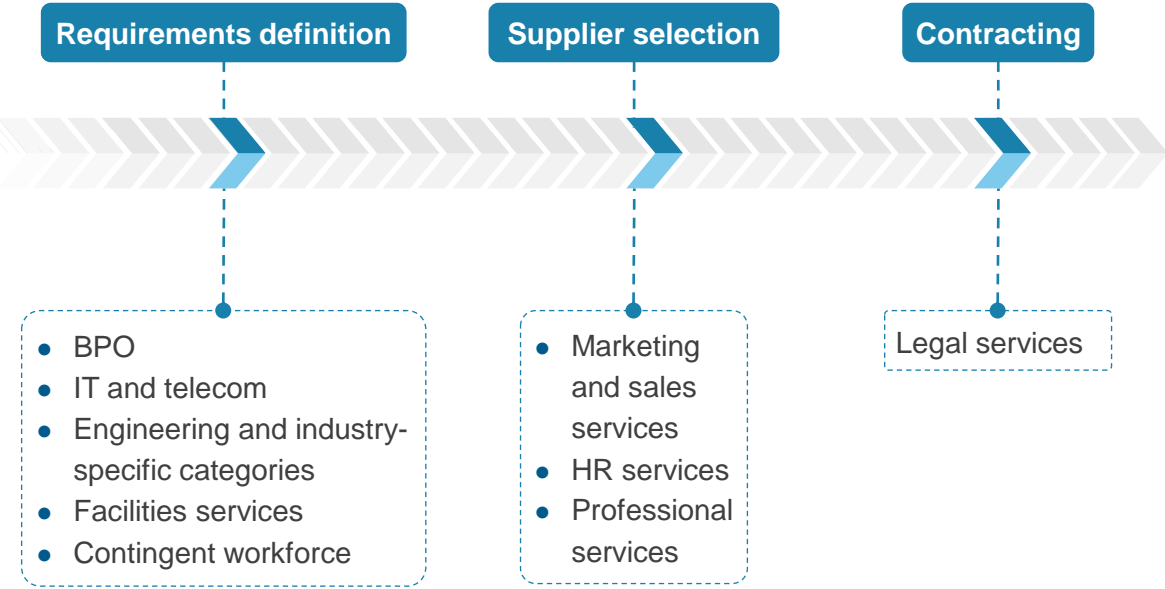 Requirements definition
Supplier selection
Contracting
BPO
IT and telecom
Engineering and industry-
specific categories
Facilities services
Contingent workforce
Marketing
and sales
services
HR services
Professional
services
Legal services